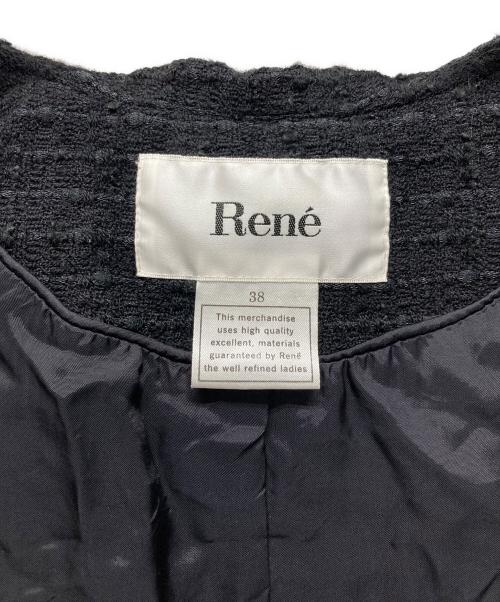 René
38
This merchandise
uses high quality
excellent, materials
guaranteed by René
the well refined ladies